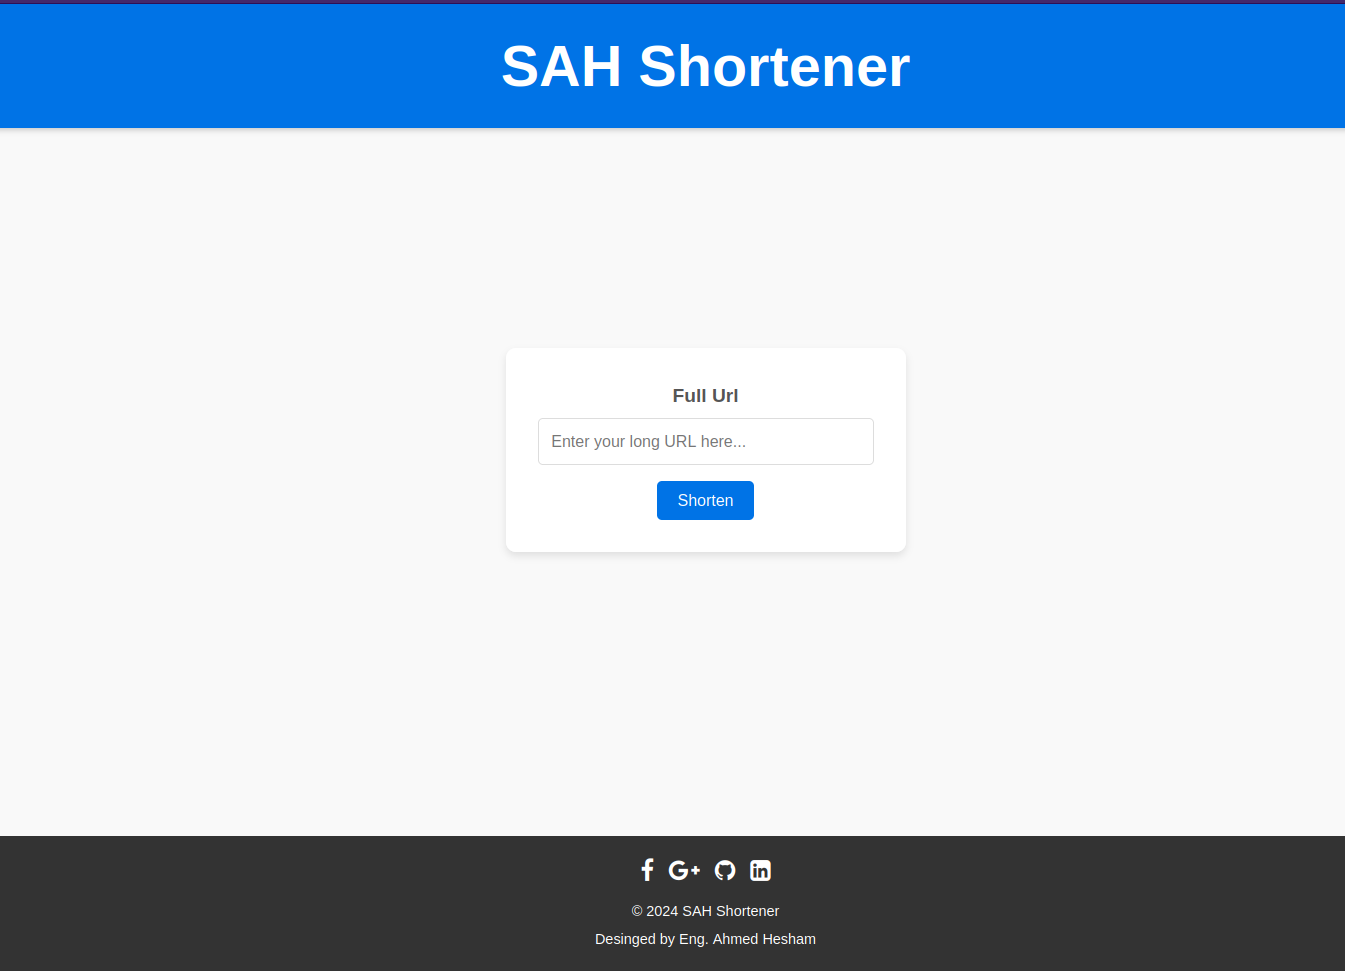 SAH Shortener
Full Url
Enter your long URL here...
Shorten
© 2024 SAH Shortener
Desinged by Eng. Ahmed Hesham